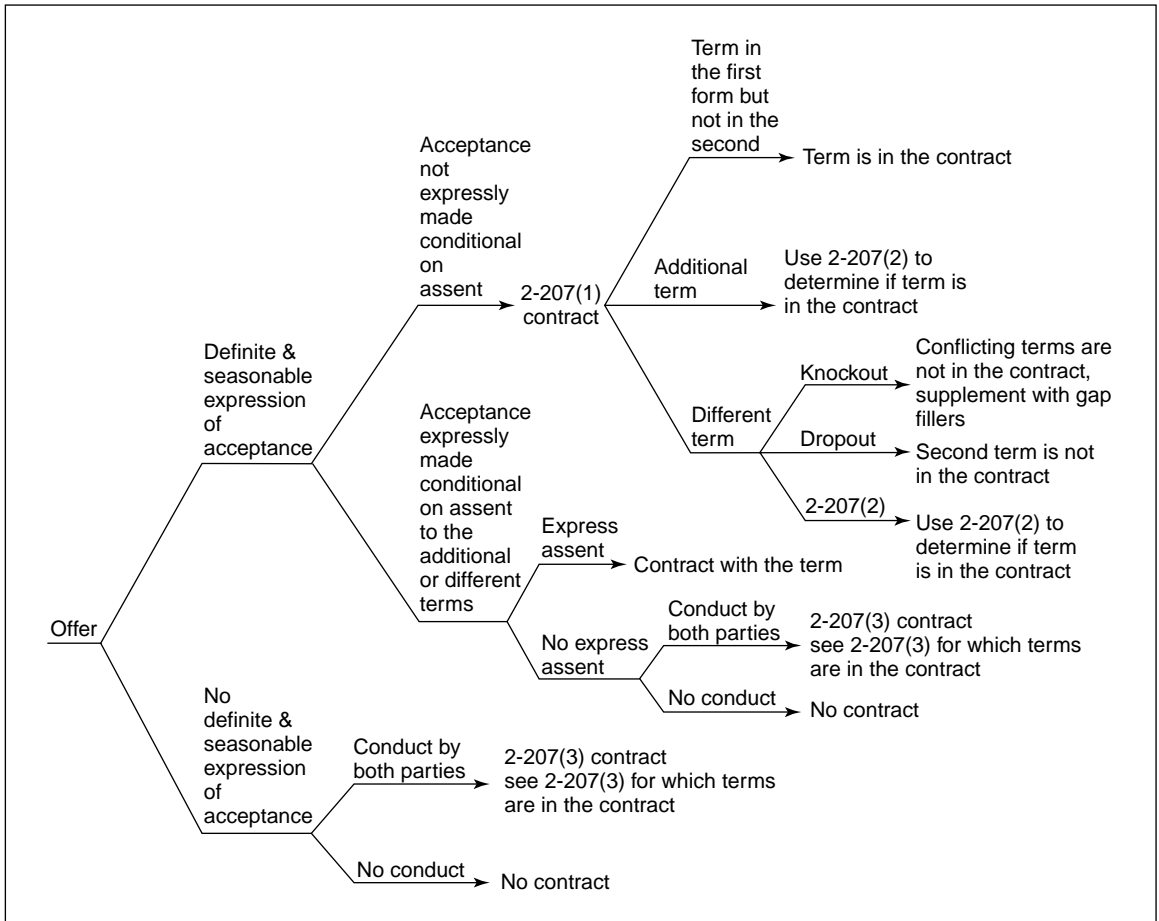 Term in
the first
form but
not in the
second
Term is in the contract
Acceptance
not
expressly
made
conditional
on
assent
2-207(1)
contract
Additional
term
Use 2-207(2) to
determine if term is
in the contract
Definite &
seasonable
expression
of
acceptance
Different
term
Knockout
Conflicting terms are
not in the contract,
supplement with gap
fillers
Dropout
Second term is not
in the contract
2-207(2)
Use 2-207(2) to
determine if term
is in the contract
Acceptance
expressly
made
conditional
on assent
to the
additional
or different
terms
Express
assent
Contract with the term
No express
assent
Conduct by
both parties
2-207(3) contract
see 2-207(3) for which terms
are in the contract
No conduct
No contract
Offer
No
definite &
seasonable
expression
of
acceptance
Conduct by
both parties
2-207(3) contract
see 2-207(3) for which terms
are in the contract
No conduct
No contract